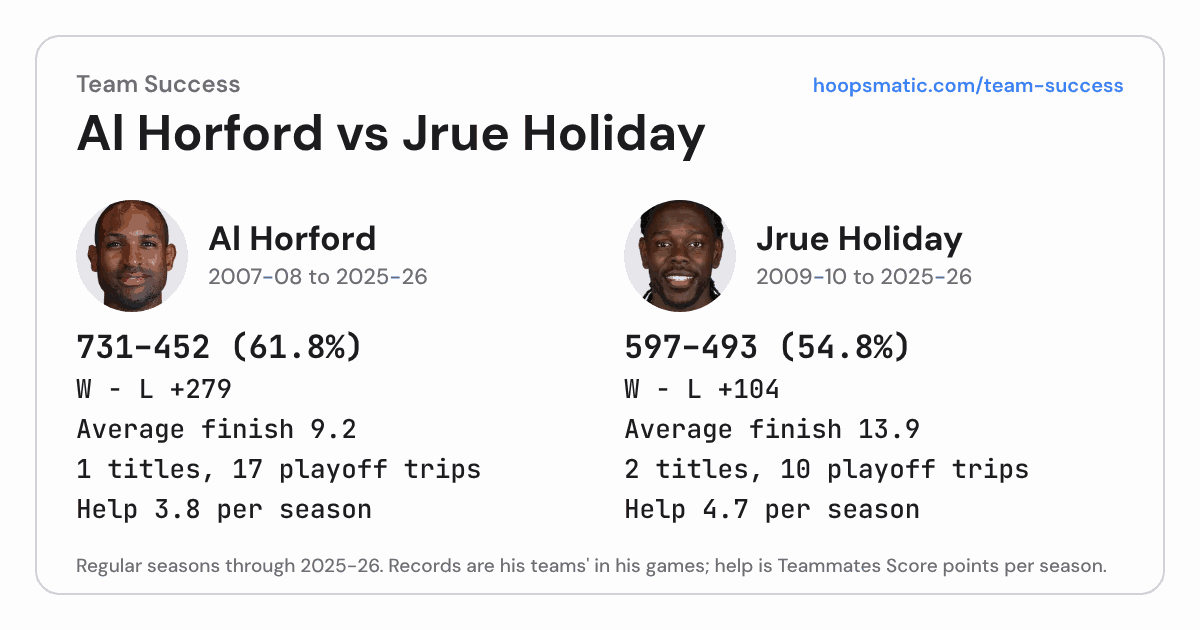 Team Success
hoopsmatic.com/team-success
Al Horford vs Jrue Holiday
Al Horford
2007-08 to 2025-26
731-452 (61.8%)
W - L +279
Average finish 9.2
1 titles, 17 playoff trips
Help 3.8 per season
Jrue Holiday
2009-10 to 2025-26
597-493 (54.8%)
W - L +104
Average finish 13.9
2 titles, 10 playoff trips
Help 4.7 per season
Regular seasons through 2025-26. Records are his teams' in his games; help is Teammates Score points per season.